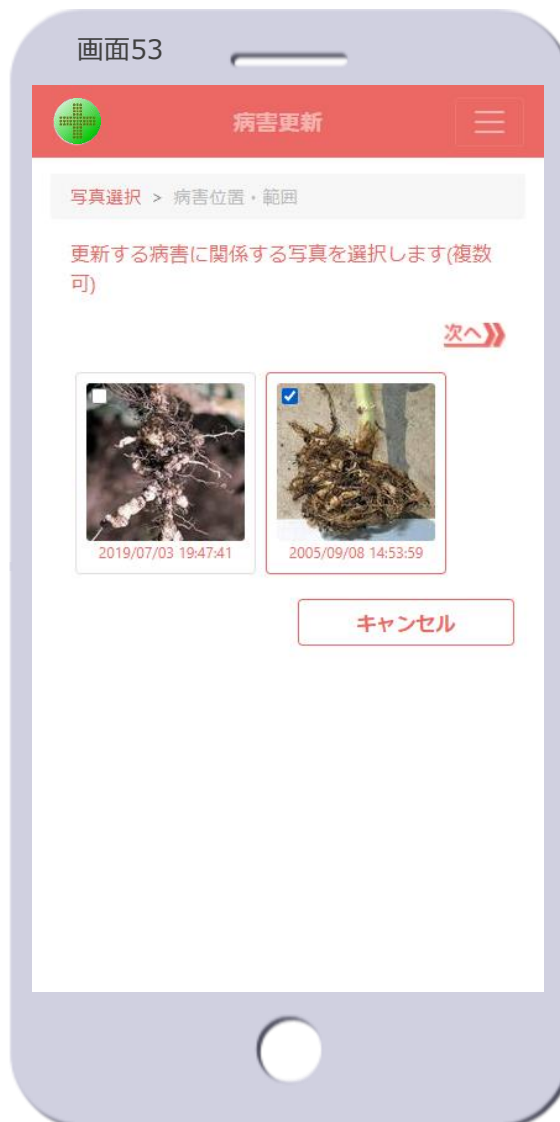 画面53
病害更新
写真選択 > 病害位置・範囲
更新する病害に関係する写真を選択します(複数
可)
次へ
2019/07/03 19:47:41
2005/09/08 14:53:59
キャンセル